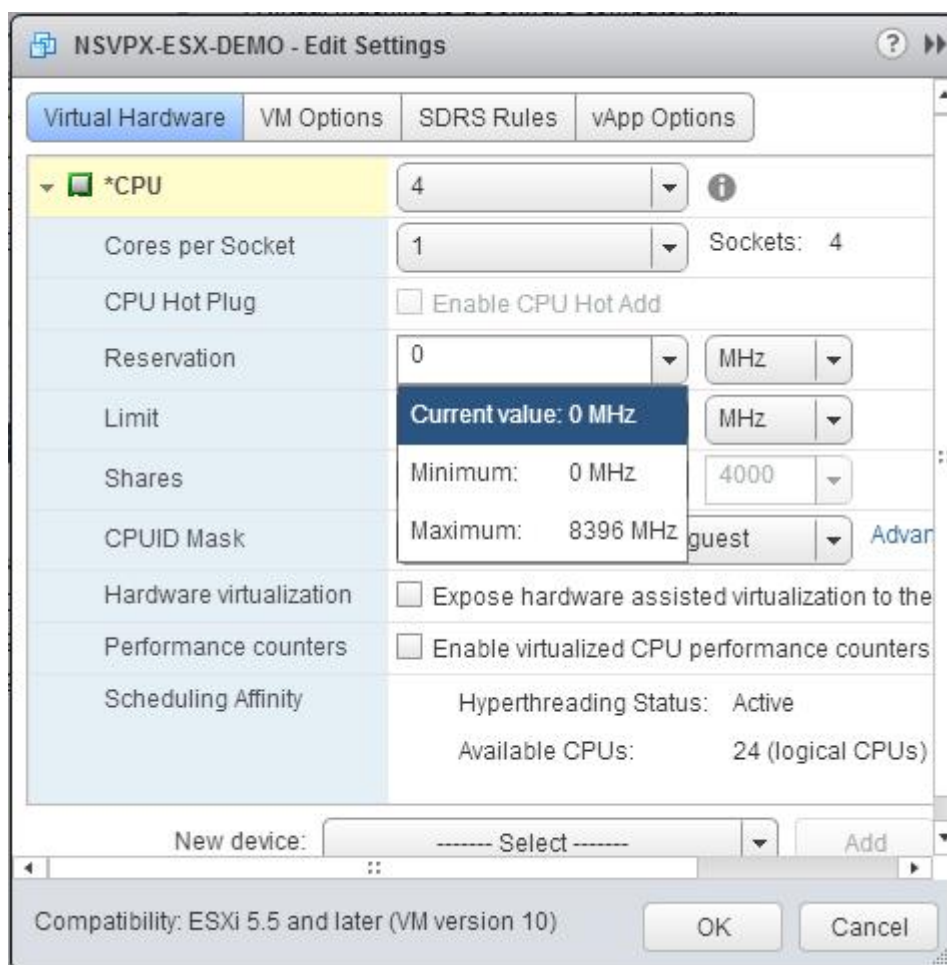 NSVPX-ESX-DEMO - Edit Settings
Virtual Hardware VM Options SDRS Rules vApp Options
*CPU 4
Cores per Socket 1 Sockets: 4
CPU Hot Plug Enable CPU Hot Add
Reservation 0 MHz
Limit Current value: 0 MHz MHz
Shares Minimum: 0 MHz 4000
CPUID Mask Maximum: 8396 MHz guest Advan
Hardware virtualization Expose hardware assisted virtualization to the
Performance counters Enable virtualized CPU performance counters
Scheduling Affinity Hyperthreading Status: Active
Available CPUs: 24 (logical CPUs)
New device: ------- Select ------- Add
Compatibility: ESXi 5.5 and later (VM version 10) OK Cancel